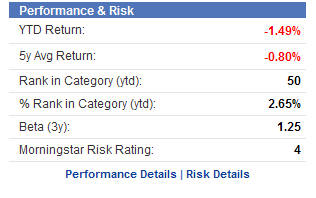 Performance & Risk
YTD Return: -1.49%
5y Avg Return: -0.80%
Rank in Category (ytd): 50
% Rank in Category (ytd): 2.65%
Beta (3y): 1.25
Morningstar Risk Rating: 4
Performance Details | Risk Details